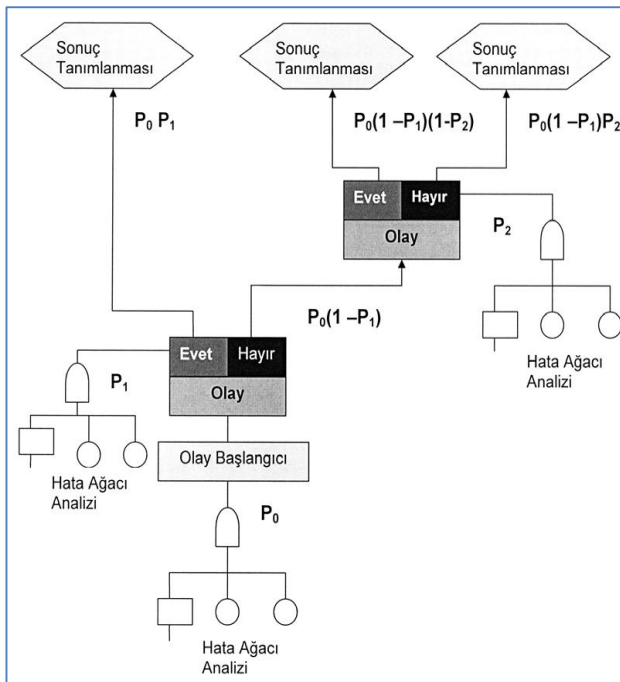 Sonuç
Tanımlanması
Sonuç
Tanımlanması
Sonuç
Tanımlanması
P₀ P₁
P₀(1 –P₁)(1-P₂)
P₀(1 –P₁)P₂
Evet
Hayır
Olay
P₂
P₀(1 –P₁)
Hata Ağacı
Analizi
Evet
Hayır
Olay
P₁
Olay Başlangıcı
Hata Ağacı
Analizi
P₀
Hata Ağacı
Analizi